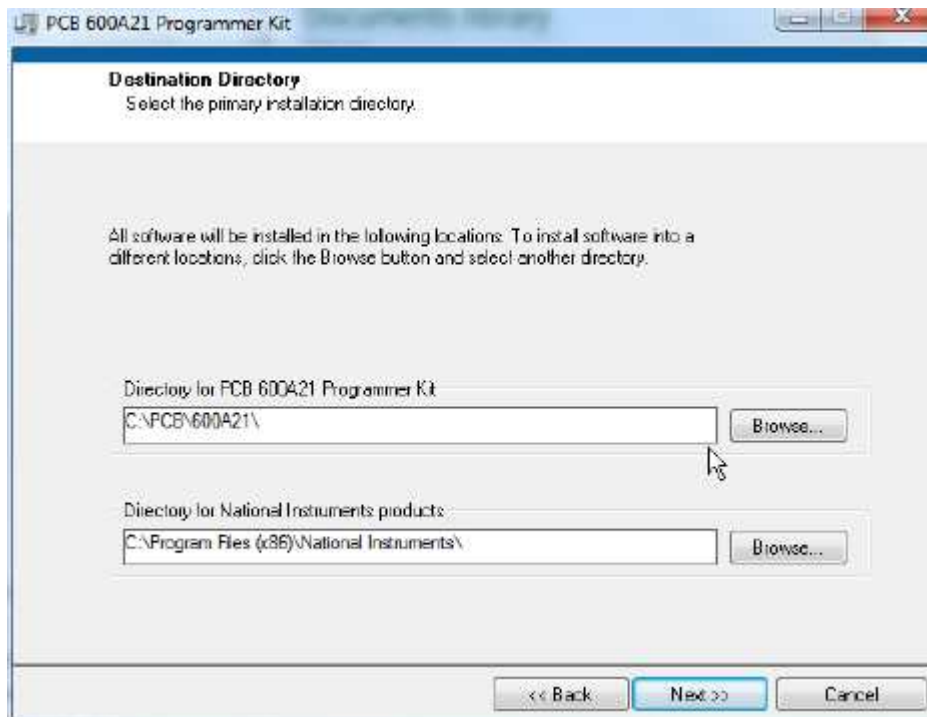 PCB 600A21 Programmer Kit
Destination Directory
Select the primary installation directory.
All software will be installed in the following locations. To install software into a
different locations, click the Browse button and select another directory.
Directory for PCB 600A21 Programmer Kit
C:\PCB\600A21\
Browse...
Directory for National Instruments products
C:\Program Files (x86)\National Instruments\
Browse...
<< Back
Next >>
Cancel